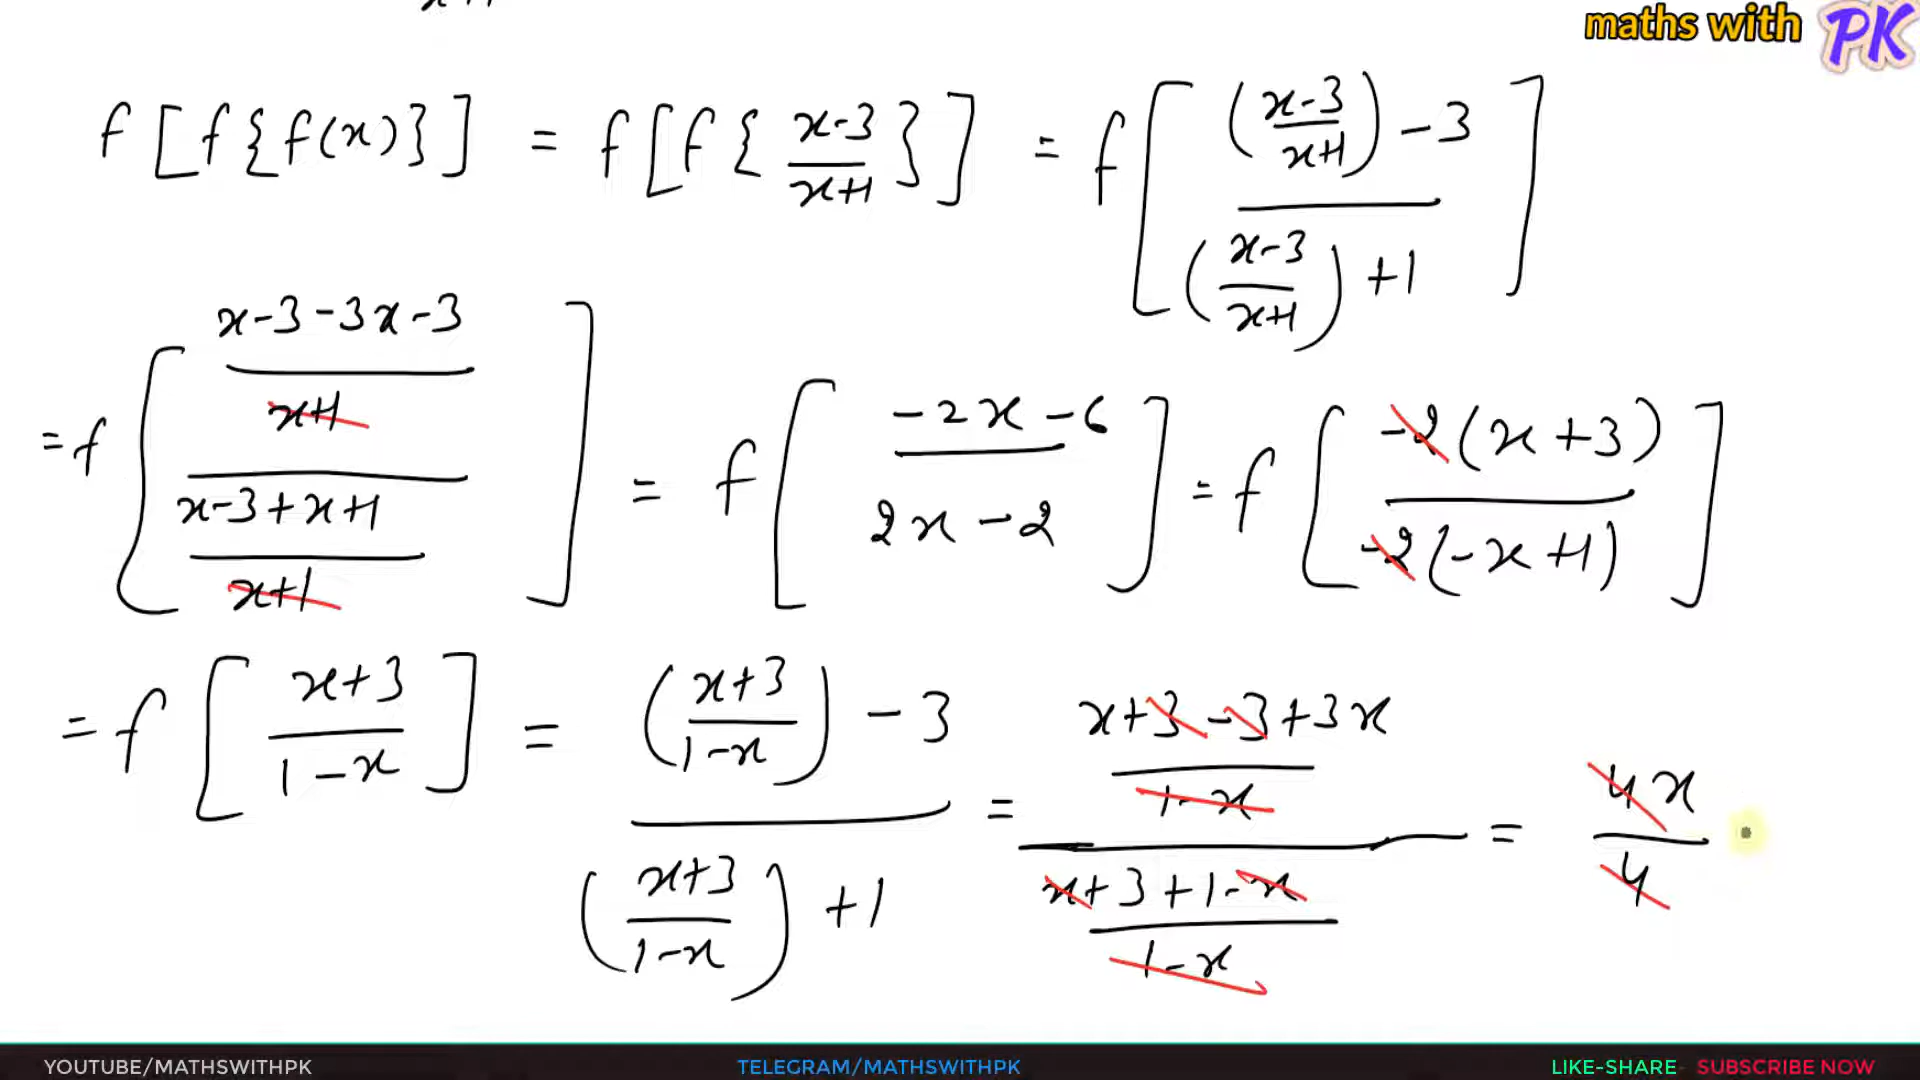 maths with PK
f[f{f(x)}] = f[f{(x-3)/(x+1)}] = f[(((x-3)/(x+1)) -3)/(((x-3)/(x+1)) +1)]
= f[((x-3-3x-3)/(x+1))/((x-3+x+1)/(x+1))] = f[(-2x-6)/(2x-2)] = f[(-2(x+3))/(-2(-x+1))]
= f[(x+3)/(1-x)] = (((x+3)/(1-x)) -3)/(((x+3)/(1-x)) +1) = ((x+3-3+3x)/(1-x))/((x+3+1-x)/(1-x)) = 4x/4
YOUTUBE/MATHSWITHPK TELEGRAM/MATHSWITHPK LIKE-SHARE- SUBSCRIBE NOW